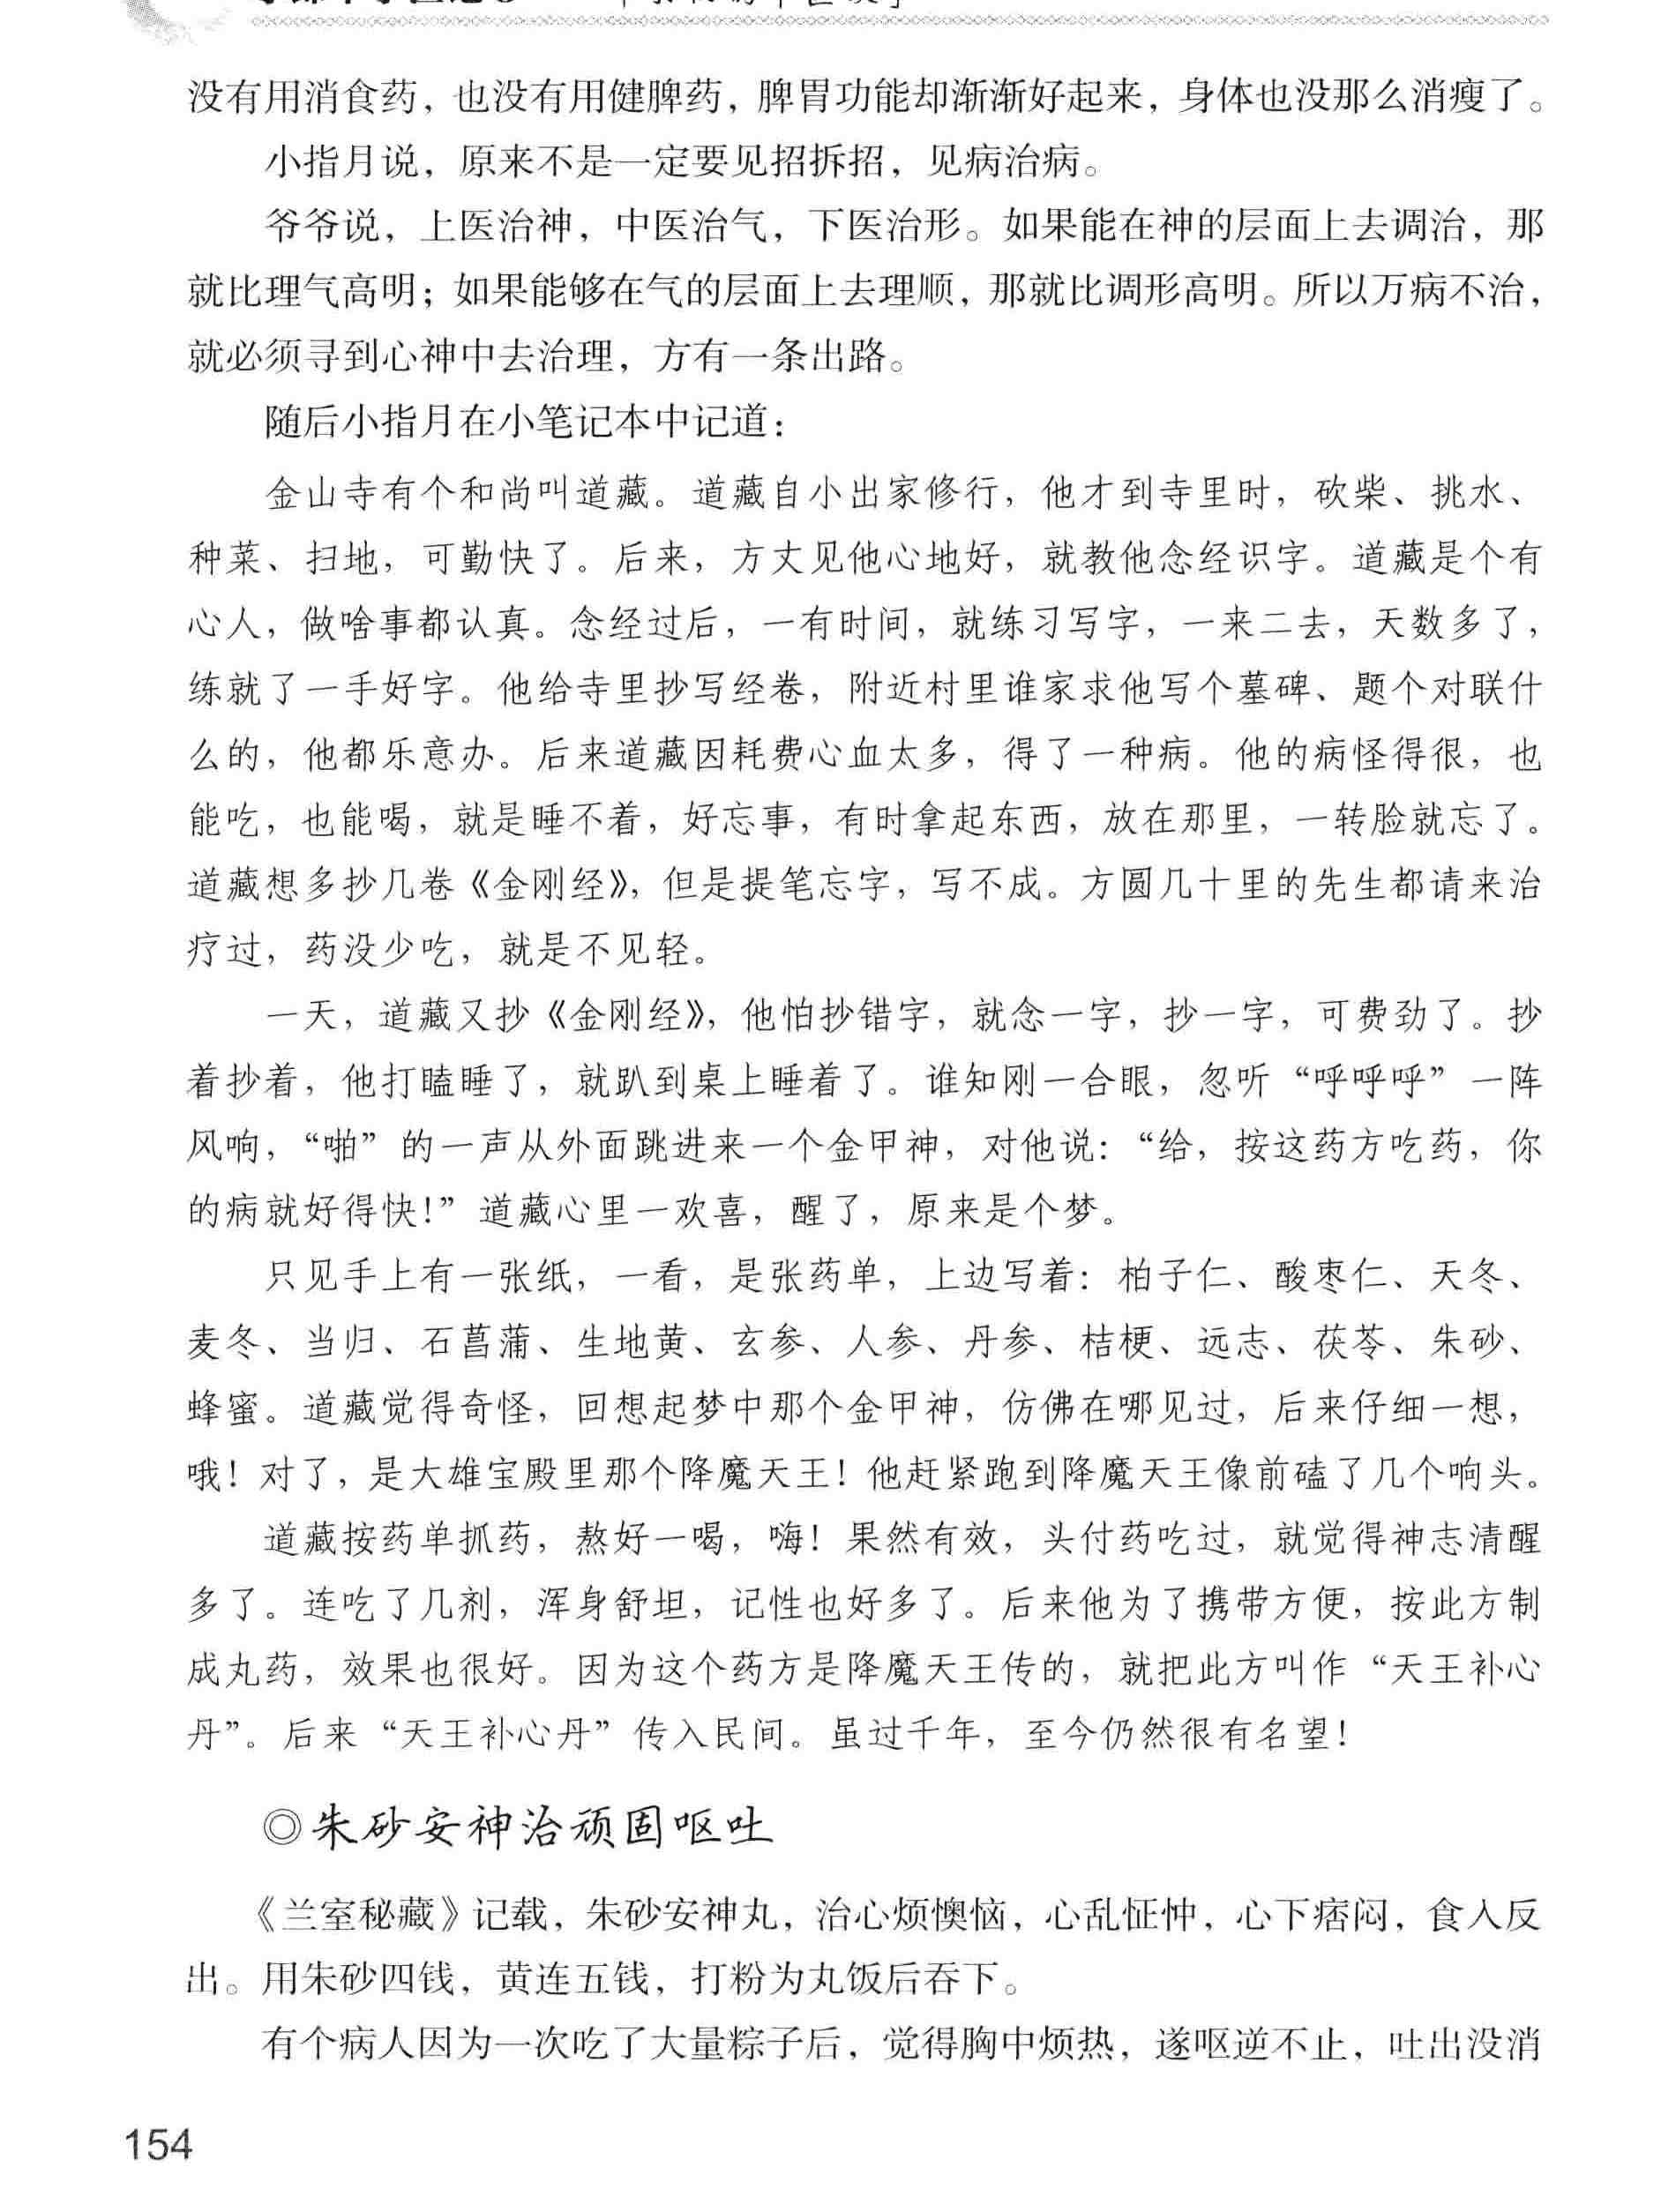 没有用消食药，也没有用健脾药，脾胃功能却渐渐好起来，身体也没那么消瘦了。
小指月说，原来不是一定要见招拆招，见病治病。
爷爷说，上医治神，中医治气，下医治形。如果能在神的层面上去调治，那
就比理气高明；如果能够在气的层面上去理顺，那就比调形高明。所以万病不治，
就必须寻到心神中去治理，方有一条出路。
随后小指月在小笔记本中记道：
金山寺有个和尚叫道藏。道藏自小出家修行，他才到寺里时，砍柴、挑水、
种菜、扫地，可勤快了。后来，方丈见他心地好，就教他念经识字。道藏是个有
心人，做啥事都认真。念经过后，一有时间，就练习写字，一来二去，天数多了，
练就了一手好字。他给寺里抄写经卷，附近村里谁家求他写个墓碑、题个对联什
么的，他都乐意办。后来道藏因耗费心血太多，得了一种病。他的病怪得很，也
能吃，也能喝，就是睡不着，好忘事，有时拿起东西，放在那里，一转脸就忘了。
道藏想多抄几卷《金刚经》，但是提笔忘字，写不成。方圆几十里的先生都请来治
疗过，药没少吃，就是不见轻。
一天，道藏又抄《金刚经》，他怕抄错字，就念一字，抄一字，可费劲了。抄
着抄着，他打瞌睡了，就趴到桌上睡着了。谁知刚一合眼，忽听“呼呼呼”一阵
风响，“啪”的一声从外面跳进来一个金甲神，对他说：“给，按这药方吃药，你
的病就好得快！”道藏心里一欢喜，醒了，原来是个梦。
只见手上有一张纸，一看，是张药单，上边写着：柏子仁、酸枣仁、天冬、
麦冬、当归、石菖蒲、生地黄、玄参、人参、丹参、桔梗、远志、茯苓、朱砂、
蜂蜜。道藏觉得奇怪，回想起梦中那个金甲神，仿佛在哪见过，后来仔细一想，
哦！对了，是大雄宝殿里那个降魔天王！他赶紧跑到降魔天王像前磕了几个响头。
道藏按药单抓药，熬好一喝，嗨！果然有效，头付药吃过，就觉得神志清醒
多了。连吃了几剂，浑身舒坦，记性也好多了。后来他为了携带方便，按此方制
成丸药，效果也很好。因为这个药方是降魔天王传的，就把此方叫作“天王补心
丹”。后来“天王补心丹”传入民间。虽过千年，至今仍然很有名望！
◎朱砂安神治顽固呕吐
《兰室秘藏》记载，朱砂安神丸，治心烦懊恼，心乱怔忡，心下痞闷，食入反
出。用朱砂四钱，黄连五钱，打粉为丸饭后吞下。
有个病人因为一次吃了大量粽子后，觉得胸中烦热，遂呕逆不止，吐出没消
154